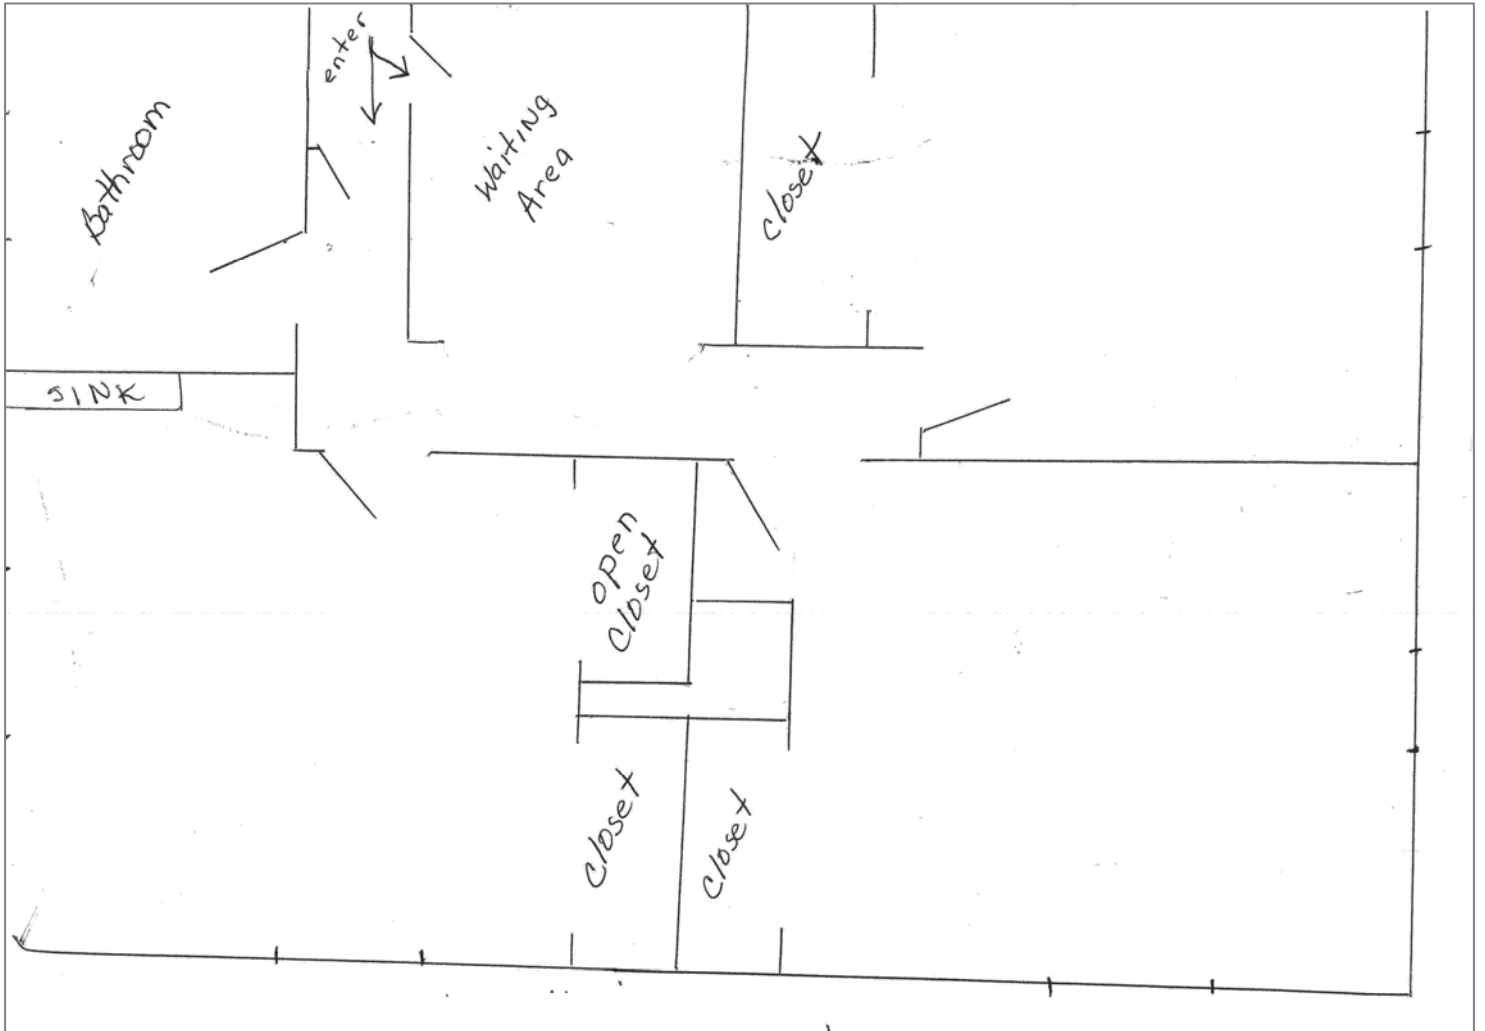 enter
Bathroom
Waiting
Area
Closet
SINK
open
Closet
Closet
Closet